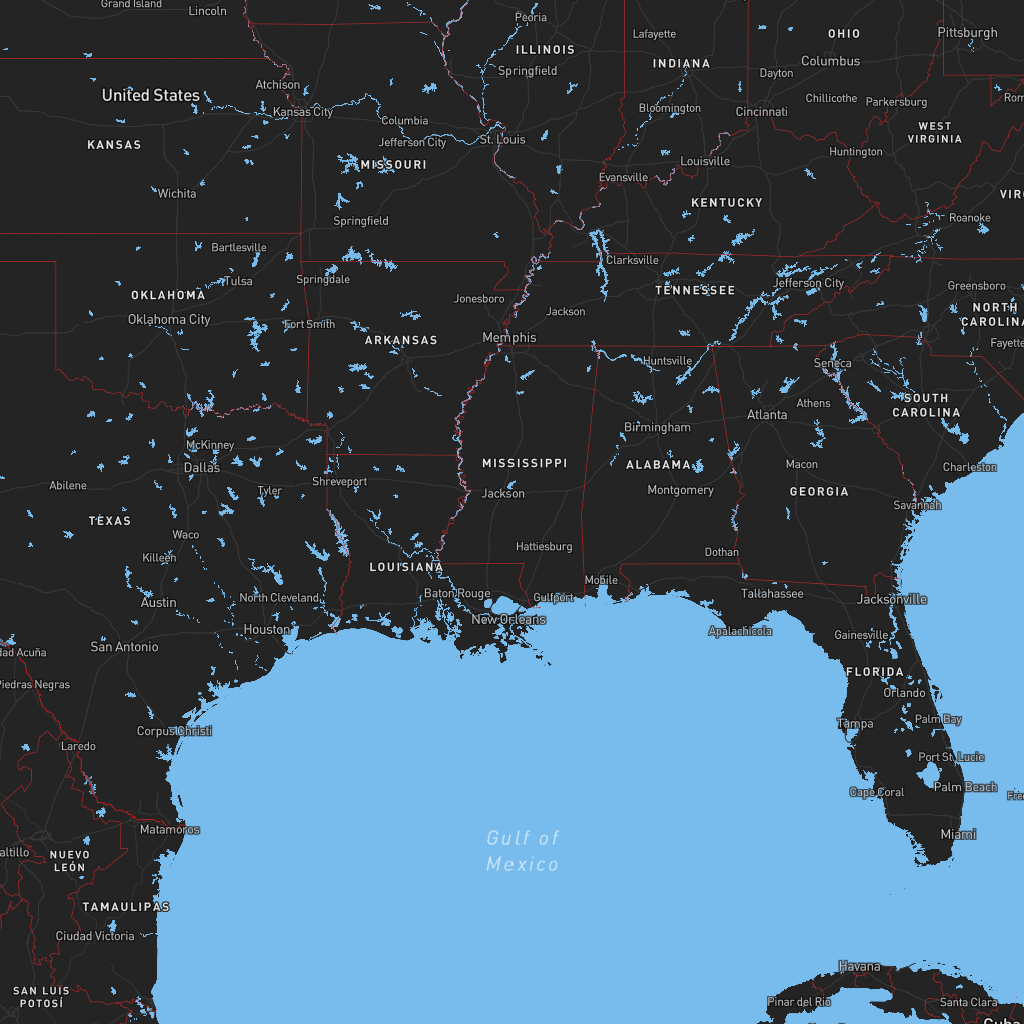 Grand Island
Lincoln
Peoria
Lafayette
OHIO
Pittsburgh
ILLINOIS
INDIANA
Columbus
Springfield
Dayton
Atchison
United States
Chillicothe
Parkersburg
Rom
Kansas City
Columbia
Bloomington
Cincinnati
WEST
VIRGINIA
KANSAS
Jefferson City
St. Louis
Huntington
MISSOURI
Louisville
Evansville
Wichita
KENTUCKY
VIRG
Springfield
Roanoke
Bartlesville
Clarksville
Tulsa
Springdale
Jefferson City
Greensboro
OKLAHOMA
TENNESSEE
Jonesboro
Jackson
NORTH
CAROLINA
Oklahoma City
Fort Smith
ARKANSAS
Memphis
Fayette
Huntsville
Seneca
Athens
SOUTH
CAROLINA
Atlanta
Birmingham
McKinney
Dallas
MISSISSIPPI
ALABAMA
Macon
Charleston
Abilene
Tyler
Shreveport
Jackson
Montgomery
GEORGIA
Savannah
TEXAS
Waco
Hattiesburg
Dothan
Killeen
LOUISIANA
Mobile
Austin
North Cleveland
Baton Rouge
Gulfport
Tallahassee
Jacksonville
Houston
New Orleans
Apalachicola
Gainesville
San Antonio
dad Acuña
FLORIDA
Piedras Negras
Orlando
Corpus Christi
Tampa
Palm Bay
Laredo
Port St. Lucie
Cape Coral
Palm Beach
Free
Matamoros
Gulf of
Mexico
Miami
altillo
NUEVO
LEÓN
TAMAULIPAS
Ciudad Victoria
Havana
SAN LUIS
POTOSÍ
Pinar del Río
Santa Clara
Cuba